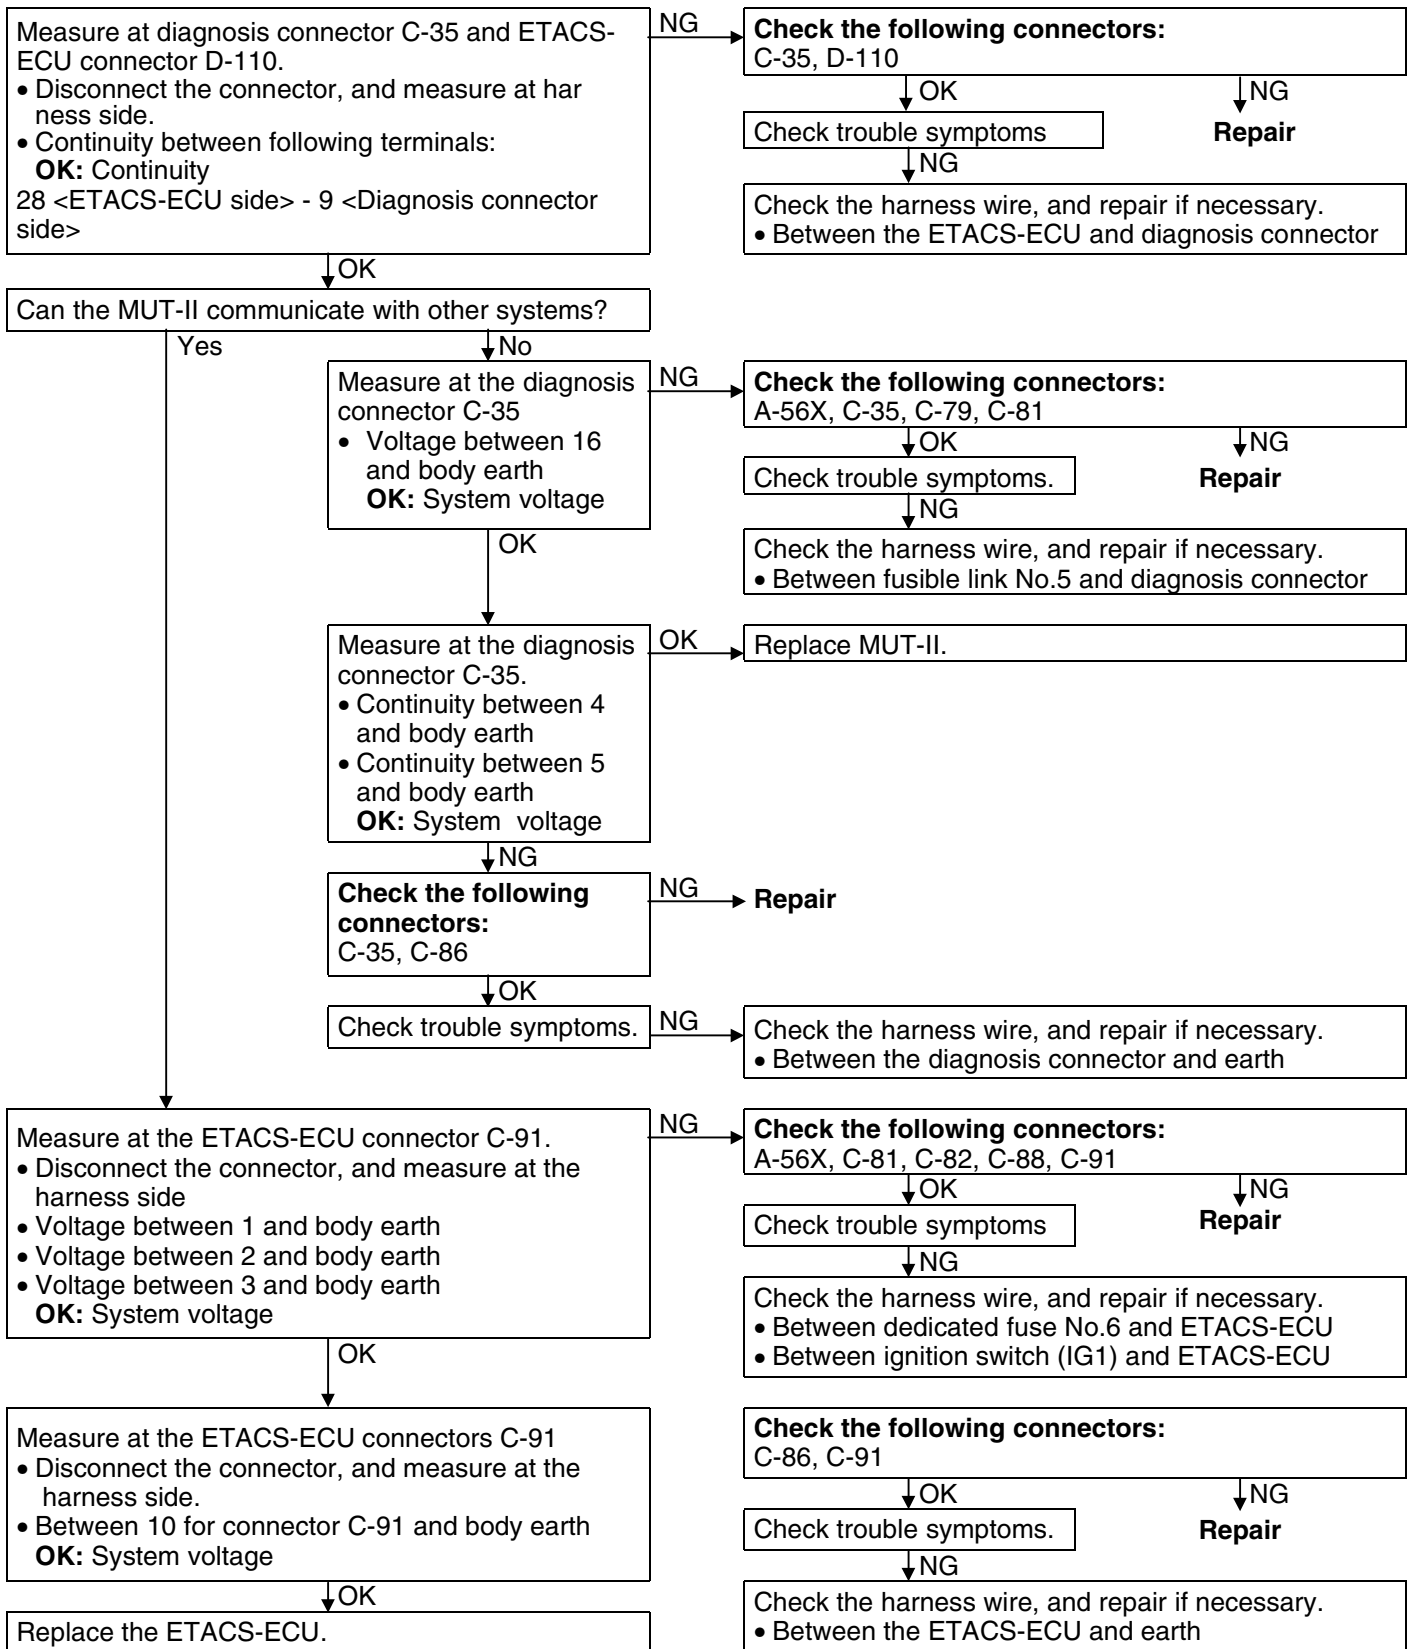 Measure at diagnosis connector C-35 and ETACS-
ECU connector D-110.
• Disconnect the connector, and measure at har
ness side.
• Continuity between following terminals:
OK: Continuity
28 <ETACS-ECU side> - 9 <Diagnosis connector
side>
NG
Check the following connectors:
C-35, D-110
OK
NG
Check trouble symptoms
Repair
NG
Check the harness wire, and repair if necessary.
• Between the ETACS-ECU and diagnosis connector
OK
Can the MUT-II communicate with other systems?
Yes
No
Measure at the diagnosis
connector C-35
• Voltage between 16
and body earth
OK: System voltage
NG
Check the following connectors:
A-56X, C-35, C-79, C-81
OK
NG
Check trouble symptoms.
Repair
NG
Check the harness wire, and repair if necessary.
• Between fusible link No.5 and diagnosis connector
OK
Measure at the diagnosis
connector C-35.
• Continuity between 4
and body earth
• Continuity between 5
and body earth
OK: System voltage
OK
Replace MUT-II.
NG
Check the following
connectors:
C-35, C-86
NG
Repair
OK
Check trouble symptoms.
NG
Check the harness wire, and repair if necessary.
• Between the diagnosis connector and earth
Measure at the ETACS-ECU connector C-91.
• Disconnect the connector, and measure at the
harness side
• Voltage between 1 and body earth
• Voltage between 2 and body earth
• Voltage between 3 and body earth
OK: System voltage
NG
Check the following connectors:
A-56X, C-81, C-82, C-88, C-91
OK
NG
Check trouble symptoms
Repair
NG
Check the harness wire, and repair if necessary.
• Between dedicated fuse No.6 and ETACS-ECU
• Between ignition switch (IG1) and ETACS-ECU
OK
Measure at the ETACS-ECU connectors C-91
• Disconnect the connector, and measure at the
harness side.
• Between 10 for connector C-91 and body earth
OK: System voltage
Check the following connectors:
C-86, C-91
OK
NG
Check trouble symptoms.
Repair
NG
Check the harness wire, and repair if necessary.
• Between the ETACS-ECU and earth
OK
Replace the ETACS-ECU.